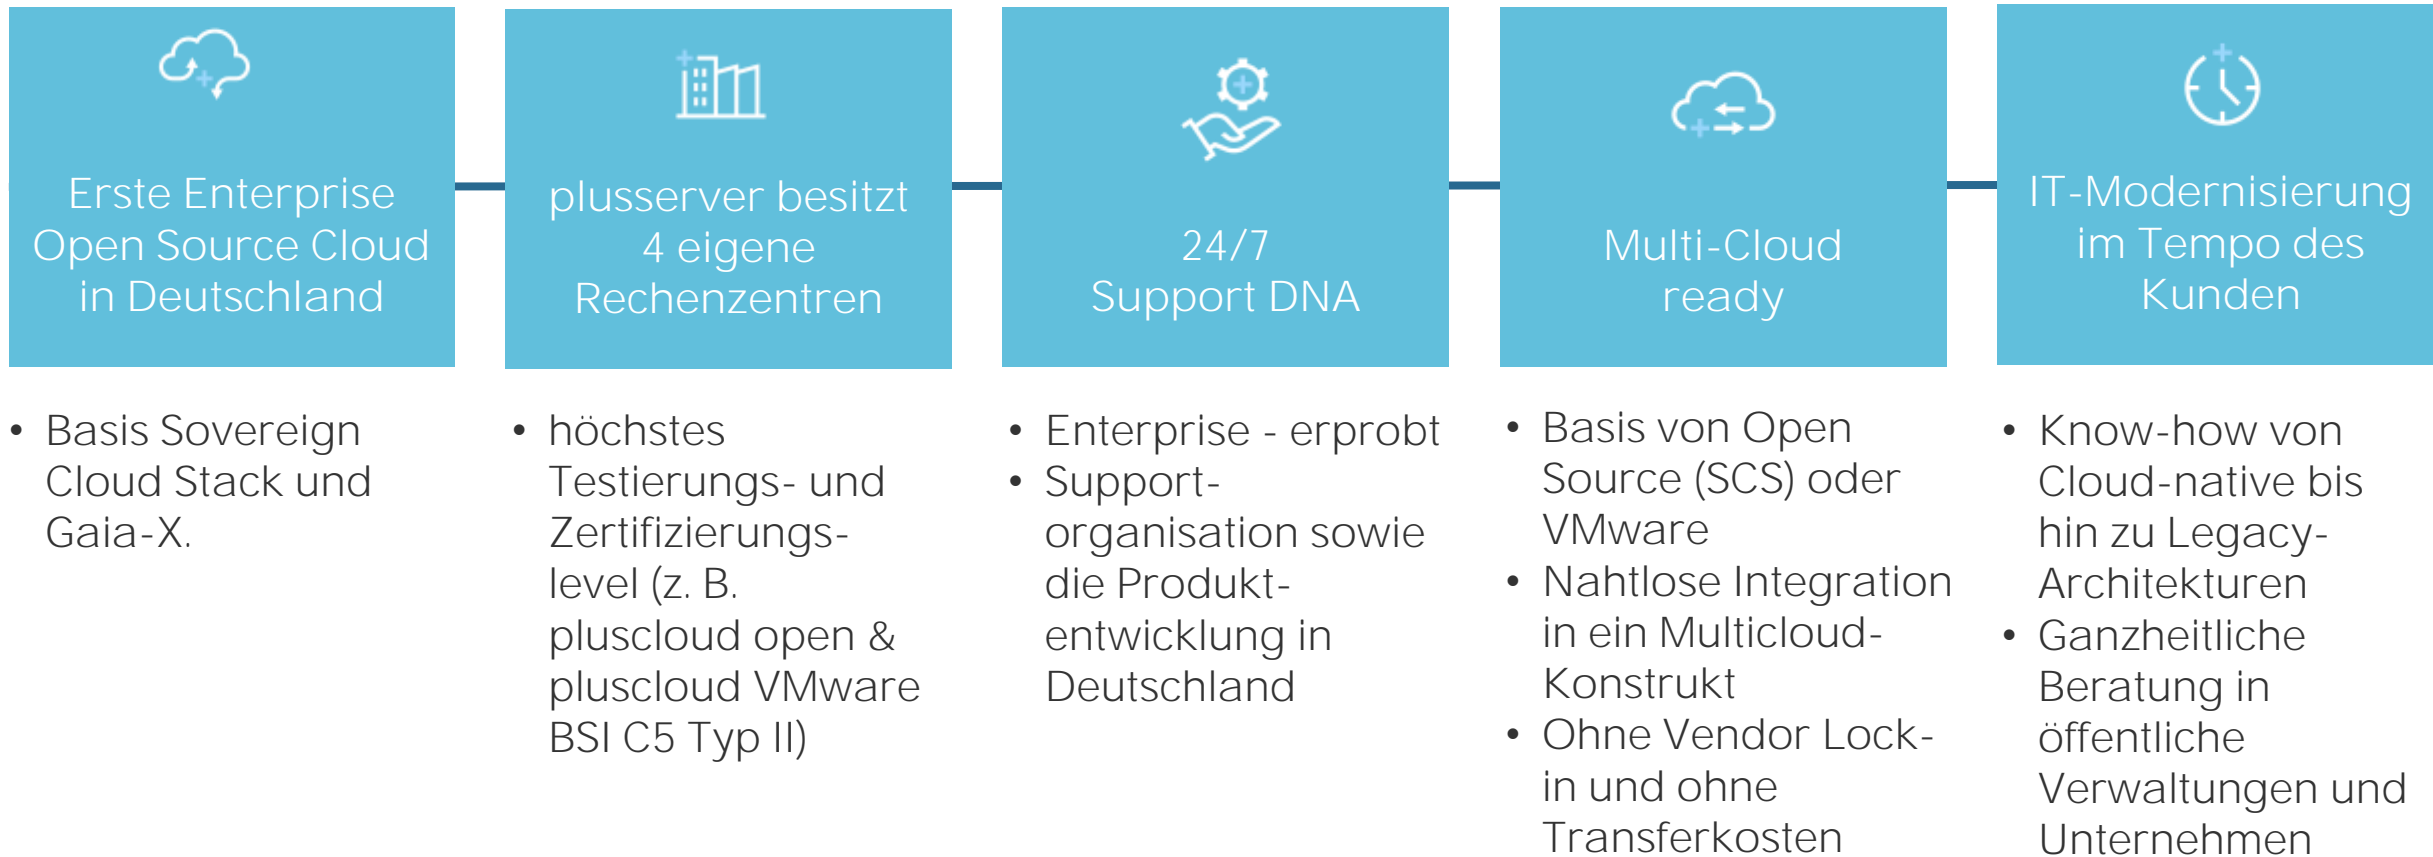 Erste Enterprise
Open Source Cloud
in Deutschland
plusserver besitzt
4 eigene
Rechenzentren
24/7
Support DNA
Multi-Cloud
ready
IT-Modernisierung
im Tempo des
Kunden
• Basis Sovereign
Cloud Stack und
Gaia-X.
• höchstes
Testierungs- und
Zertifizierungs-
level (z. B.
pluscloud open &
pluscloud VMware
BSI C5 Typ II)
• Enterprise - erprobt
• Support-
organisation sowie
die Produkt-
entwicklung in
Deutschland
• Basis von Open
Source (SCS) oder
VMware
• Nahtlose Integration
in ein Multicloud-
Konstrukt
• Ohne Vendor Lock-
in und ohne
Transferkosten
• Know-how von
Cloud-native bis
hin zu Legacy-
Architekturen
• Ganzheitliche
Beratung in
öffentliche
Verwaltungen und
Unternehmen